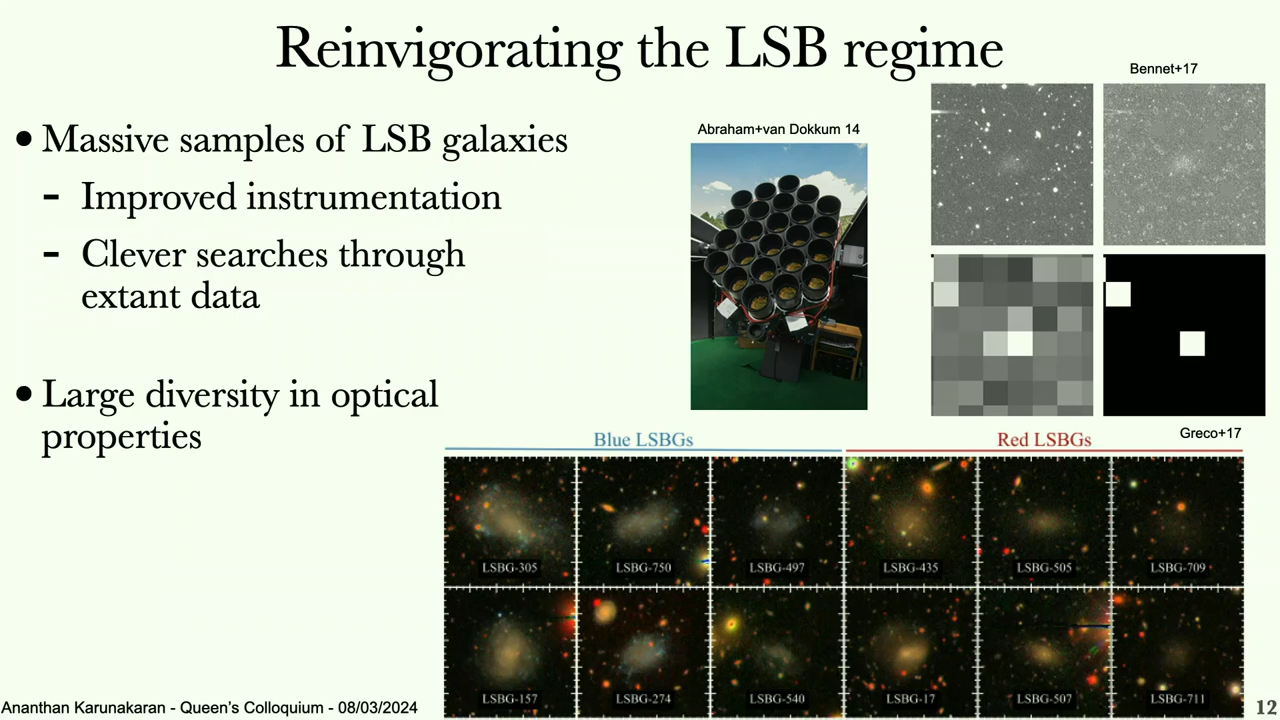 Reinvigorating the LSB regime
Bennet+17
• Massive samples of LSB galaxies
Abraham+van Dokkum 14
- Improved instrumentation
- Clever searches through
extant data
• Large diversity in optical
properties
Greco+17
Blue LSBGs
Red LSBGs
LSBG-305
LSBG-750
LSBG-497
LSBG-435
LSBG-505
LSBG-709
LSBG-157
LSBG-274
LSBG-540
LSBG-17
LSBG-507
LSBG-711
Ananthan Karunakaran - Queen's Colloquium - 08/03/2024
12